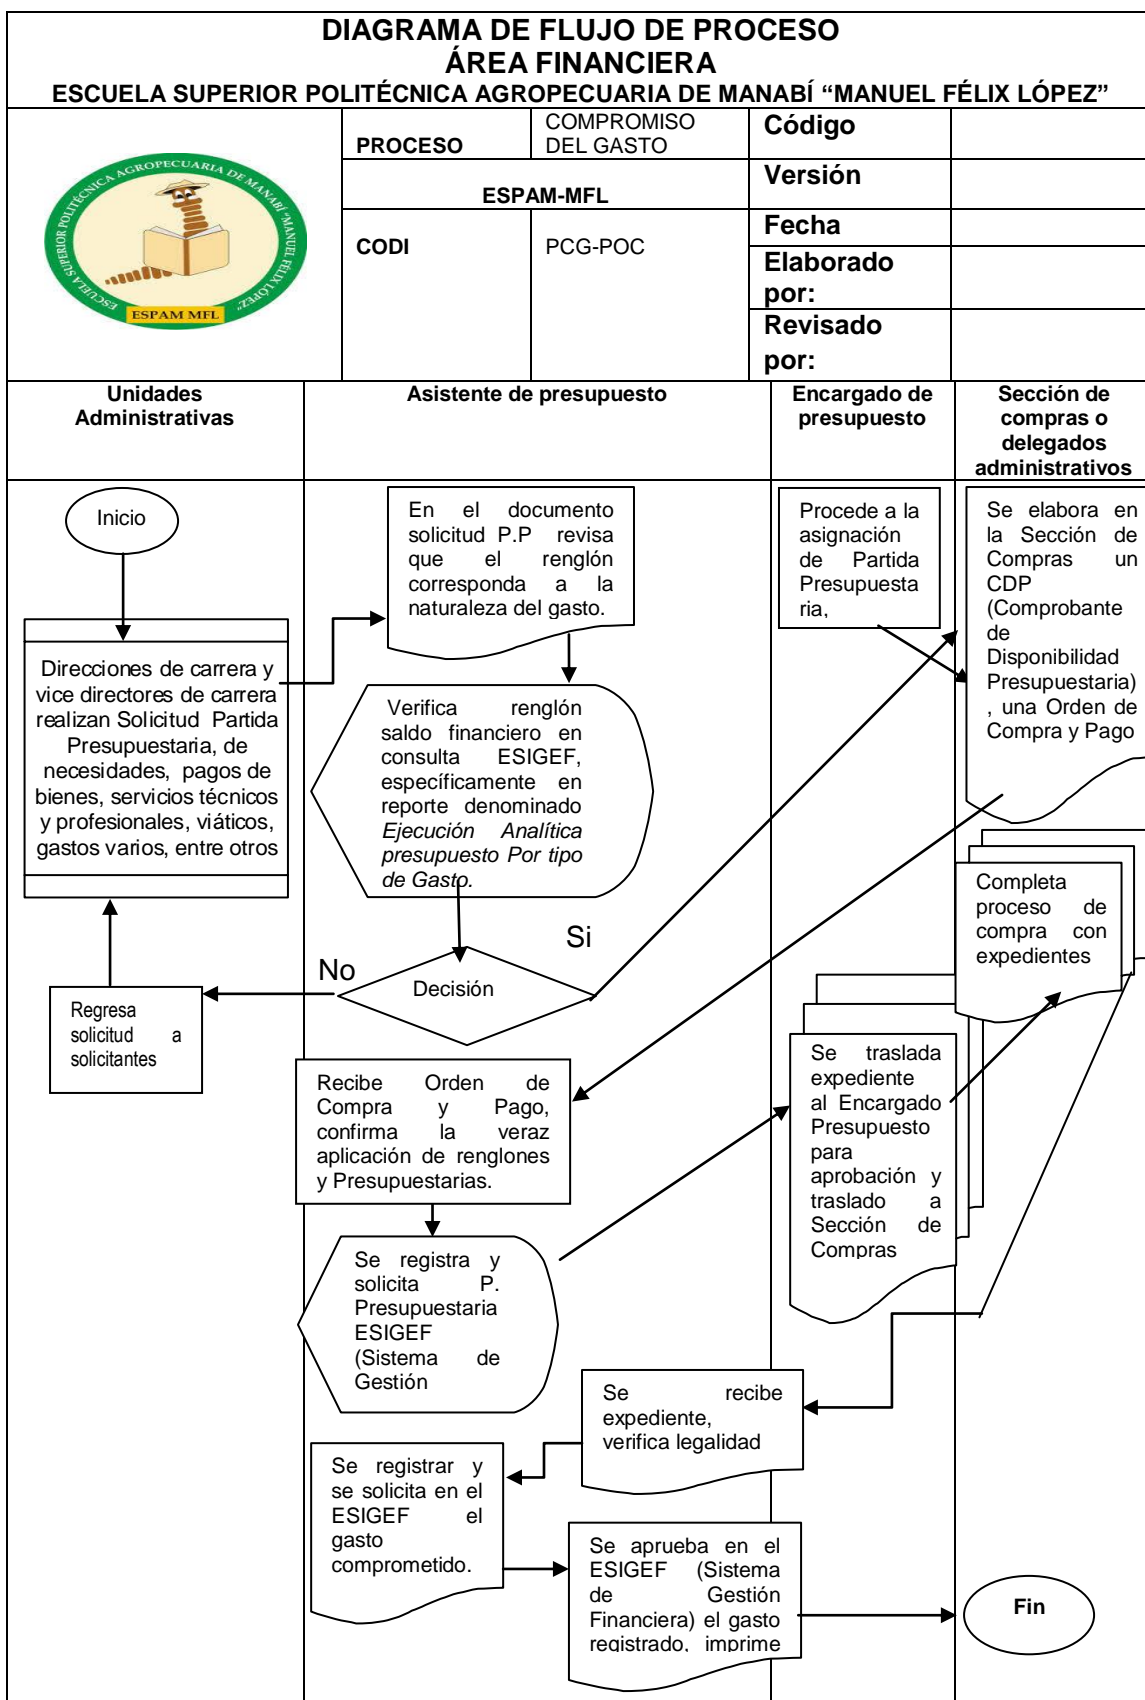 DIAGRAMA DE FLUJO DE PROCESO
ÁREA FINANCIERA
ESCUELA SUPERIOR POLITÉCNICA AGROPECUARIA DE MANABÍ “MANUEL FÉLIX LÓPEZ”
ESCUELA SUPERIOR POLITÉCNICA AGROPECUARIA DE MANABÍ "MANUEL FÉLIX LÓPEZ"
ESPAM MFL
PROCESO
COMPROMISO
DEL GASTO
Código
ESPAM-MFL
Versión
CODI
PCG-POC
Fecha
Elaborado
por:
Revisado
por:
Unidades
Administrativas
Asistente de presupuesto
Encargado de
presupuesto
Sección de
compras o
delegados
administrativos
Inicio
Direcciones de carrera y
vice directores de carrera
realizan Solicitud Partida
Presupuestaria, de
necesidades, pagos de
bienes, servicios técnicos
y profesionales, viáticos,
gastos varios, entre otros
En el documento
solicitud P.P revisa
que el renglón
corresponda a la
naturaleza del gasto.
Procede a la
asignación
de Partida
Presupuesta
ria,
Se elabora en
la Sección de
Compras un
CDP
(Comprobante
de
Disponibilidad
Presupuestaria)
, una Orden de
Compra y Pago
Verifica renglón
saldo financiero en
consulta ESIGEF,
específicamente en
reporte denominado
Ejecución Analítica
presupuesto Por tipo
de Gasto.
Completa
proceso de
compra con
expedientes
Si
No
Decisión
Regresa
solicitud a
solicitantes
Recibe Orden de
Compra y Pago,
confirma la veraz
aplicación de renglones
y Presupuestarias.
Se traslada
expediente
al Encargado
Presupuesto
para
aprobación y
traslado a
Sección de
Compras
Se registra y
solicita P.
Presupuestaria
ESIGEF
(Sistema de
Gestión
Se recibe
expediente,
verifica legalidad
Se registrar y
se solicita en el
ESIGEF el
gasto
comprometido.
Se aprueba en el
ESIGEF (Sistema
de Gestión
Financiera) el gasto
registrado, imprime
Fin